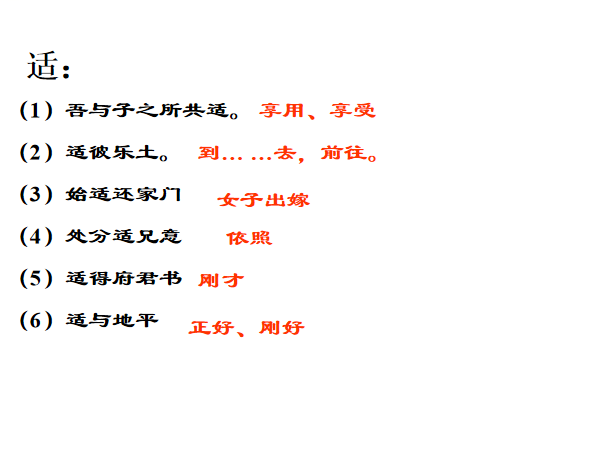 适：
（1）吾与子之所共适。 享用、享受
（2）适彼乐土。 到… …去，前往。
（3）始适还家门 女子出嫁
（4）处分适兄意 依照
（5）适得府君书 刚才
（6）适与地平 正好、刚好